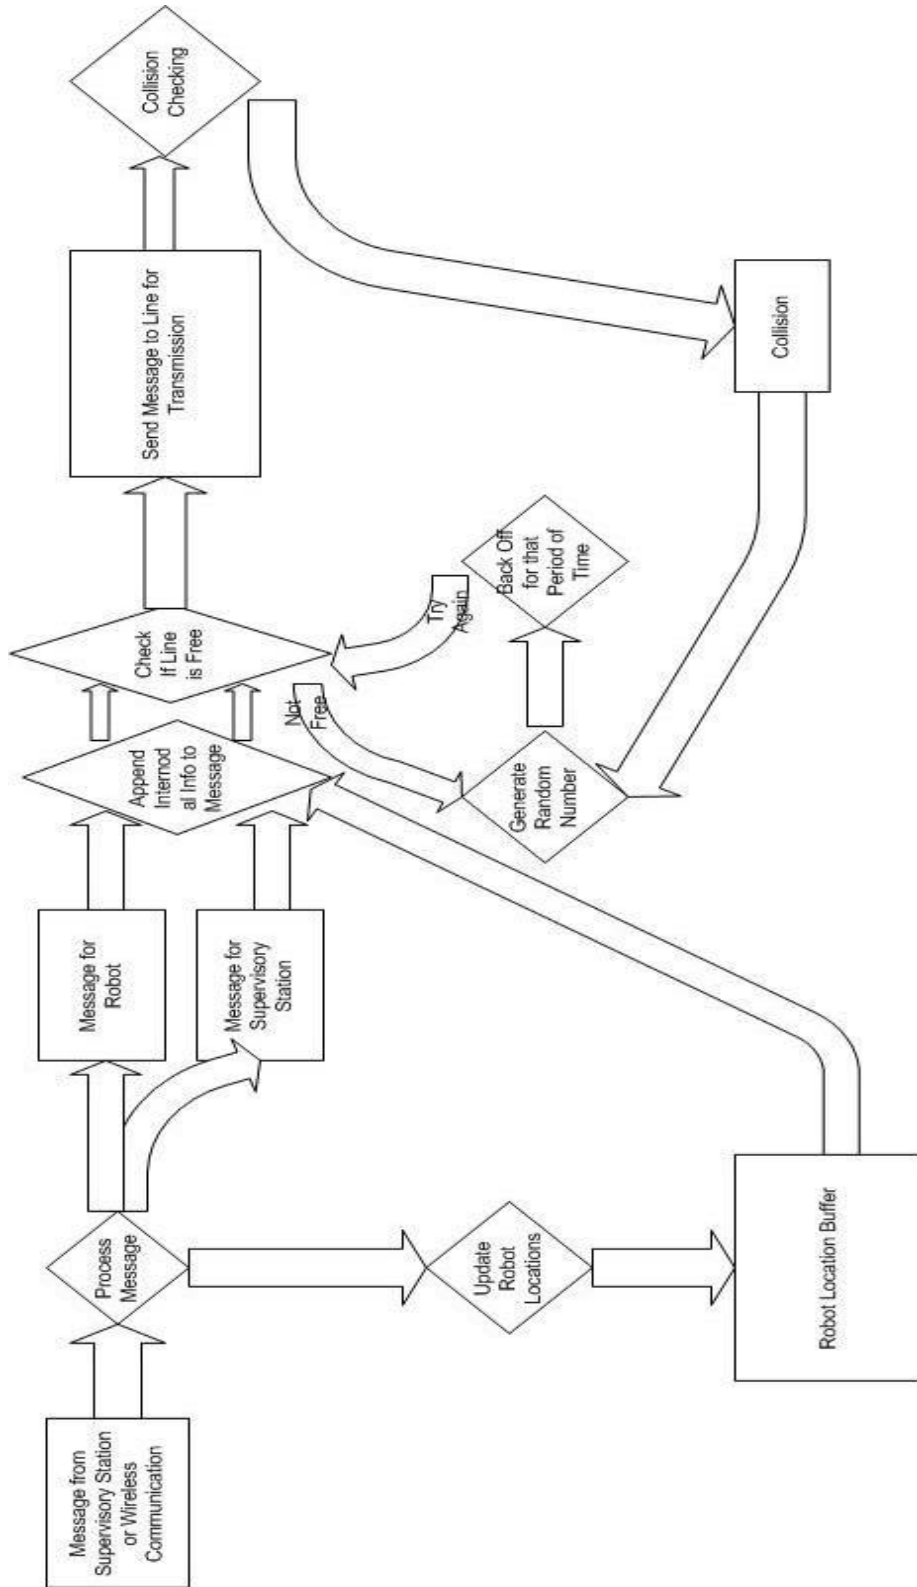 Message from
Supervisory Station
or Wireless
Communication
Process
Message
Message for
Robot
Message for
Supervisory
Station
Append
Internod
al Info to
Message
Check
If Line
is Free
Send Message to Line for
Transmission
Collision
Checking
Not
Free
Try
Again
Update
Robot
Locations
Generate
Random
Number
Back Off
for that
Period of
Time
Robot Location Buffer
Collision